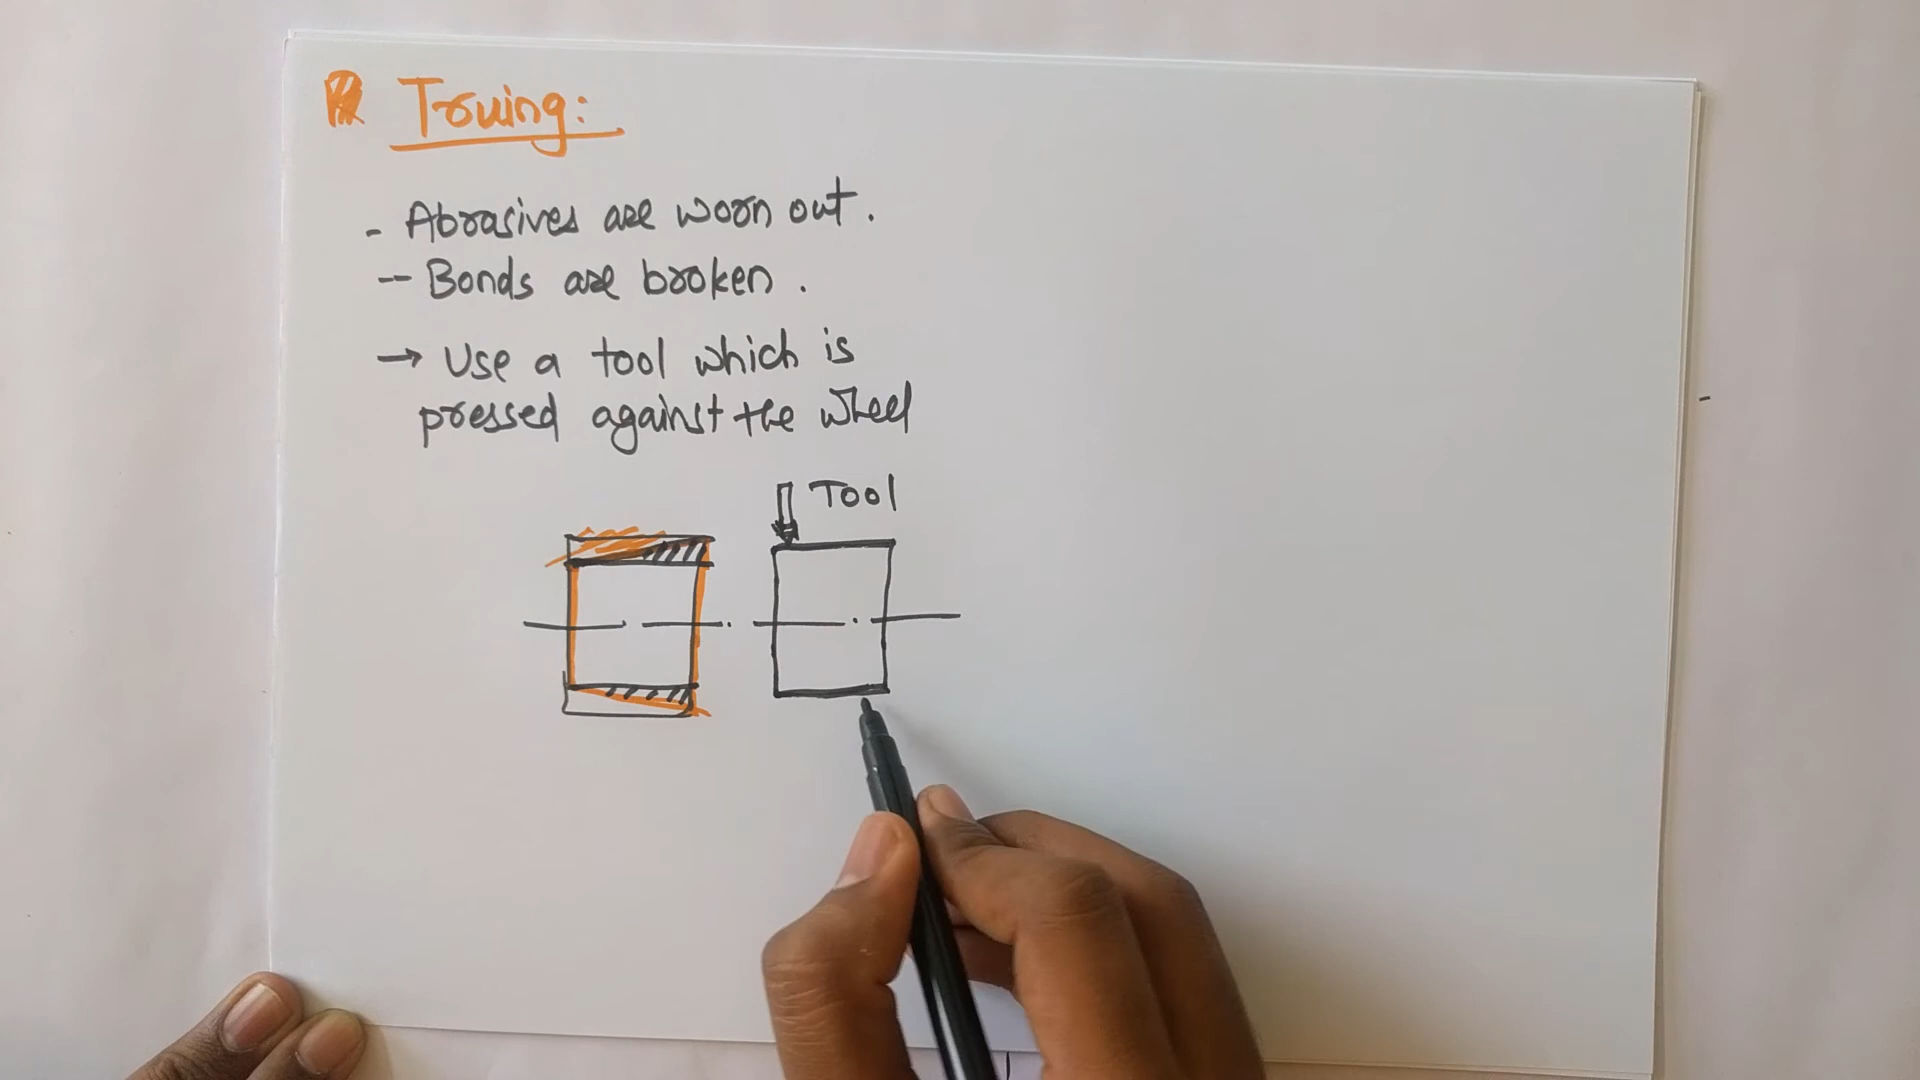 Truing:
- Abrasives are worn out.
- Bonds are broken.
→ Use a tool which is
pressed against the wheel
Tool